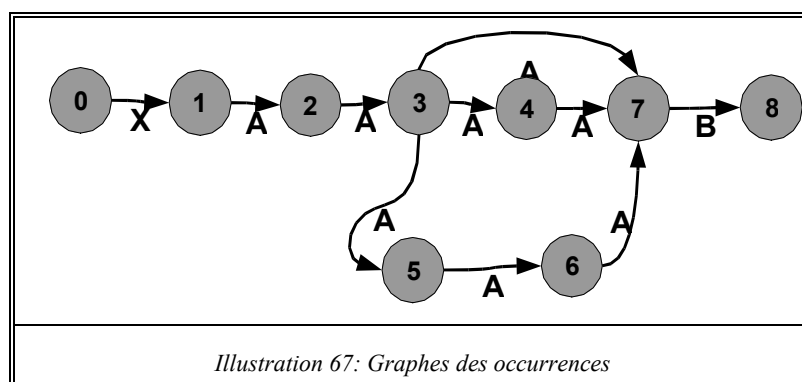 A
0 1 2 3 4 7 8
X A A A A B
A A
5 6
A
Illustration 67: Graphes des occurrences